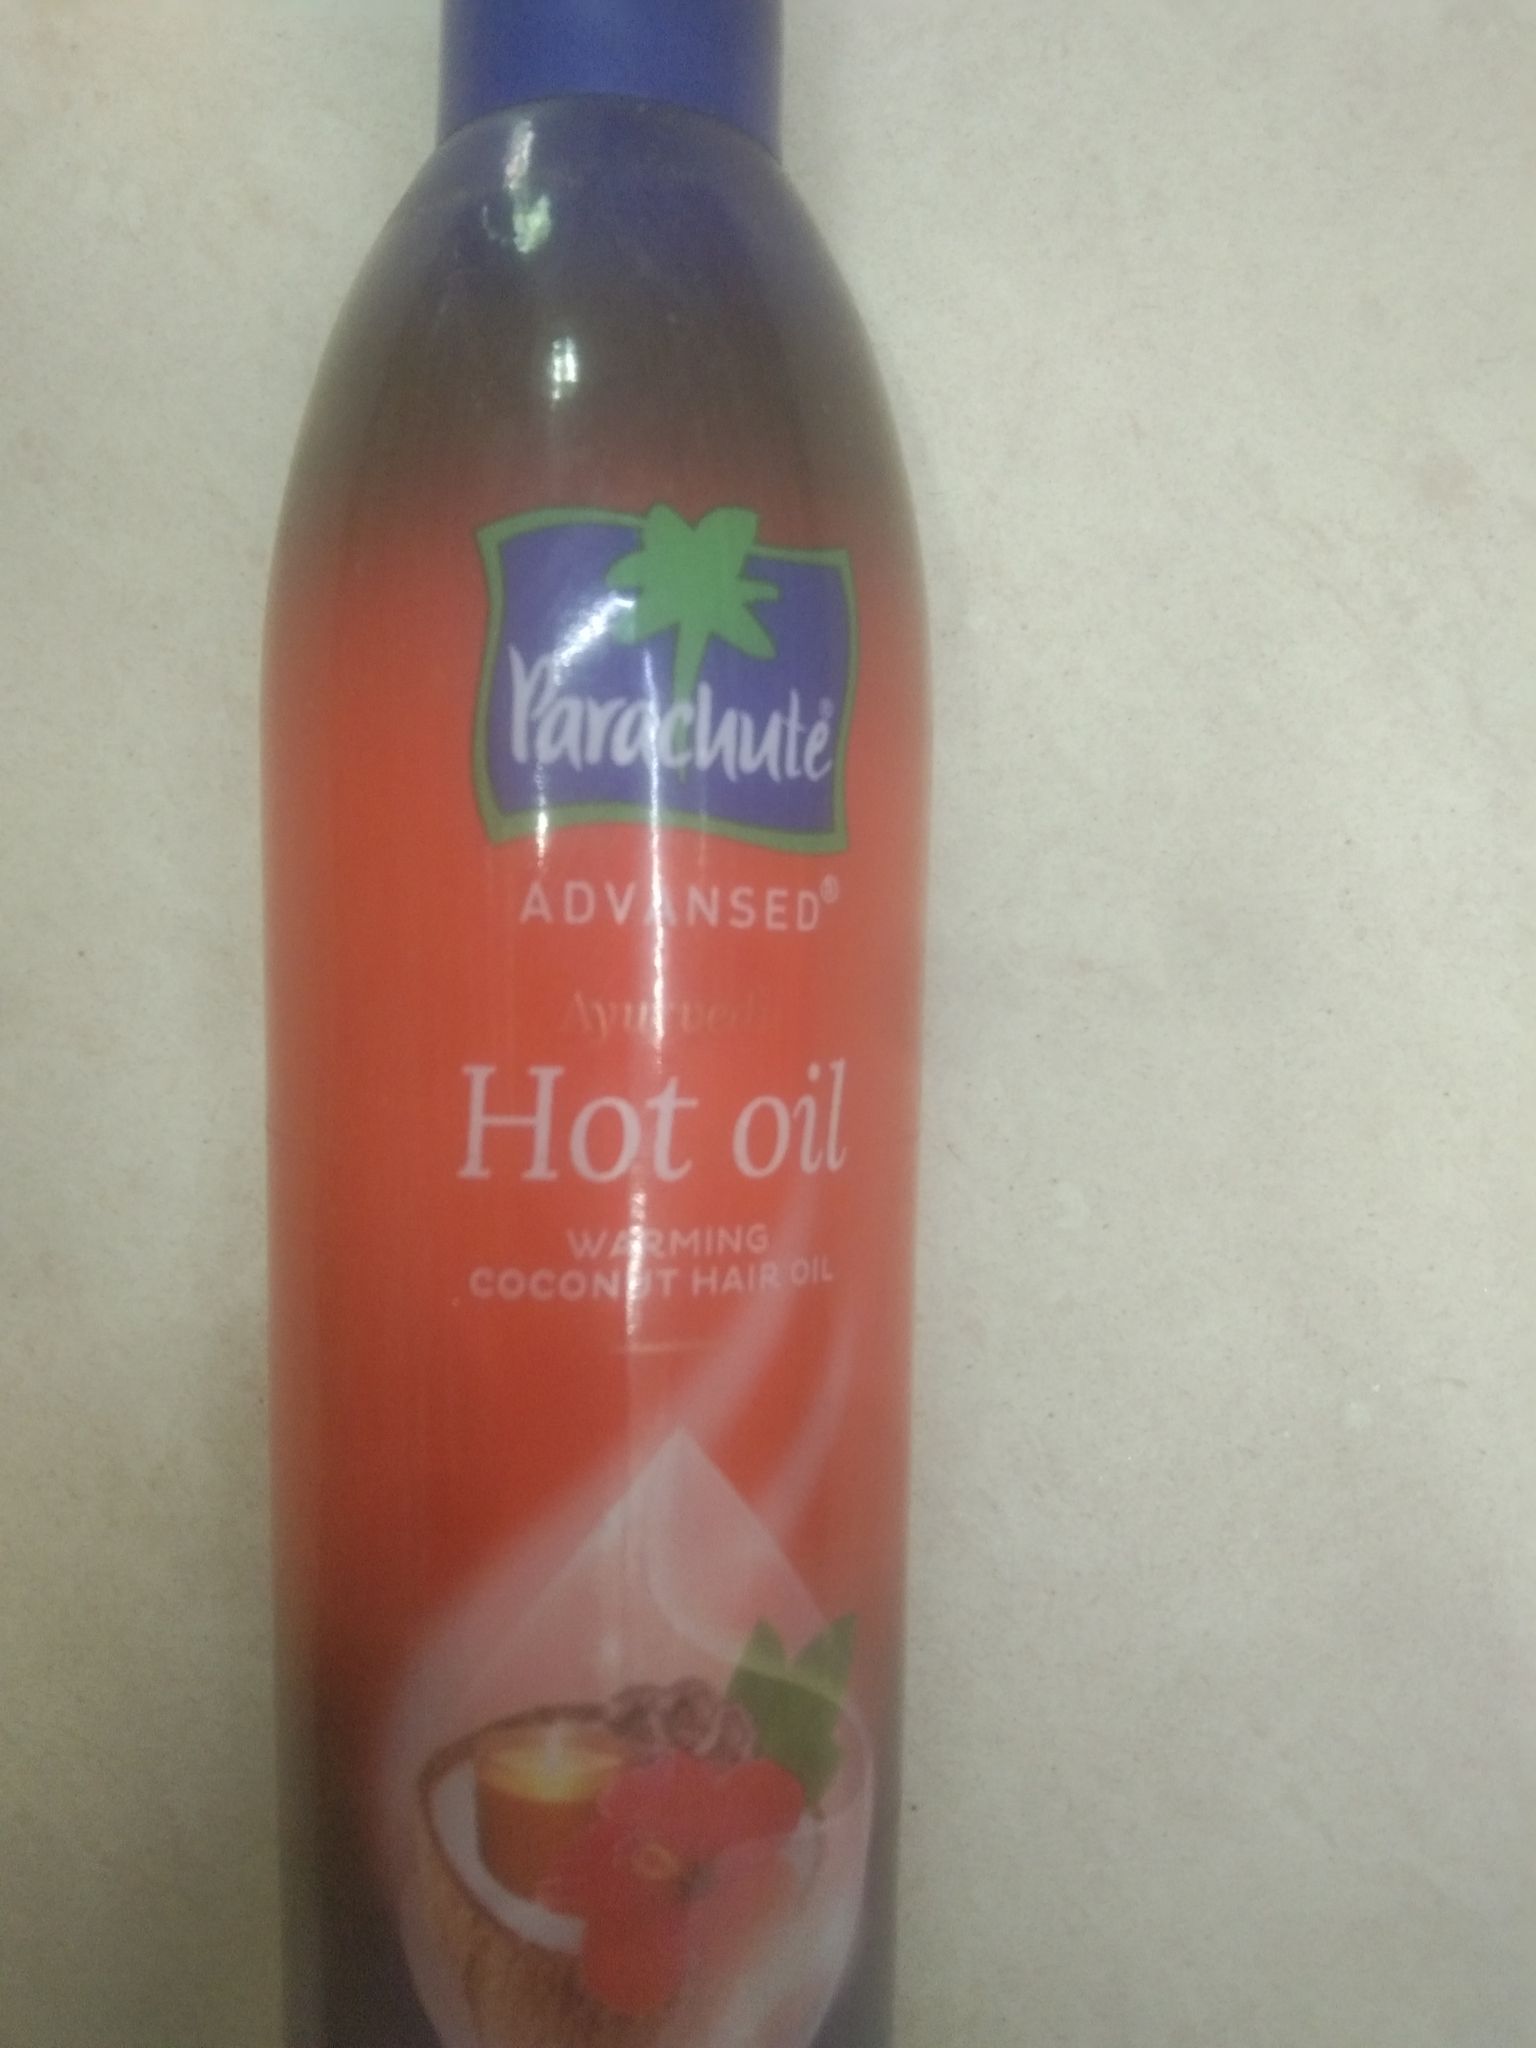 Parachute®
ADVANSED®
Hot oil
WARMING
COCONUT HAIR OIL